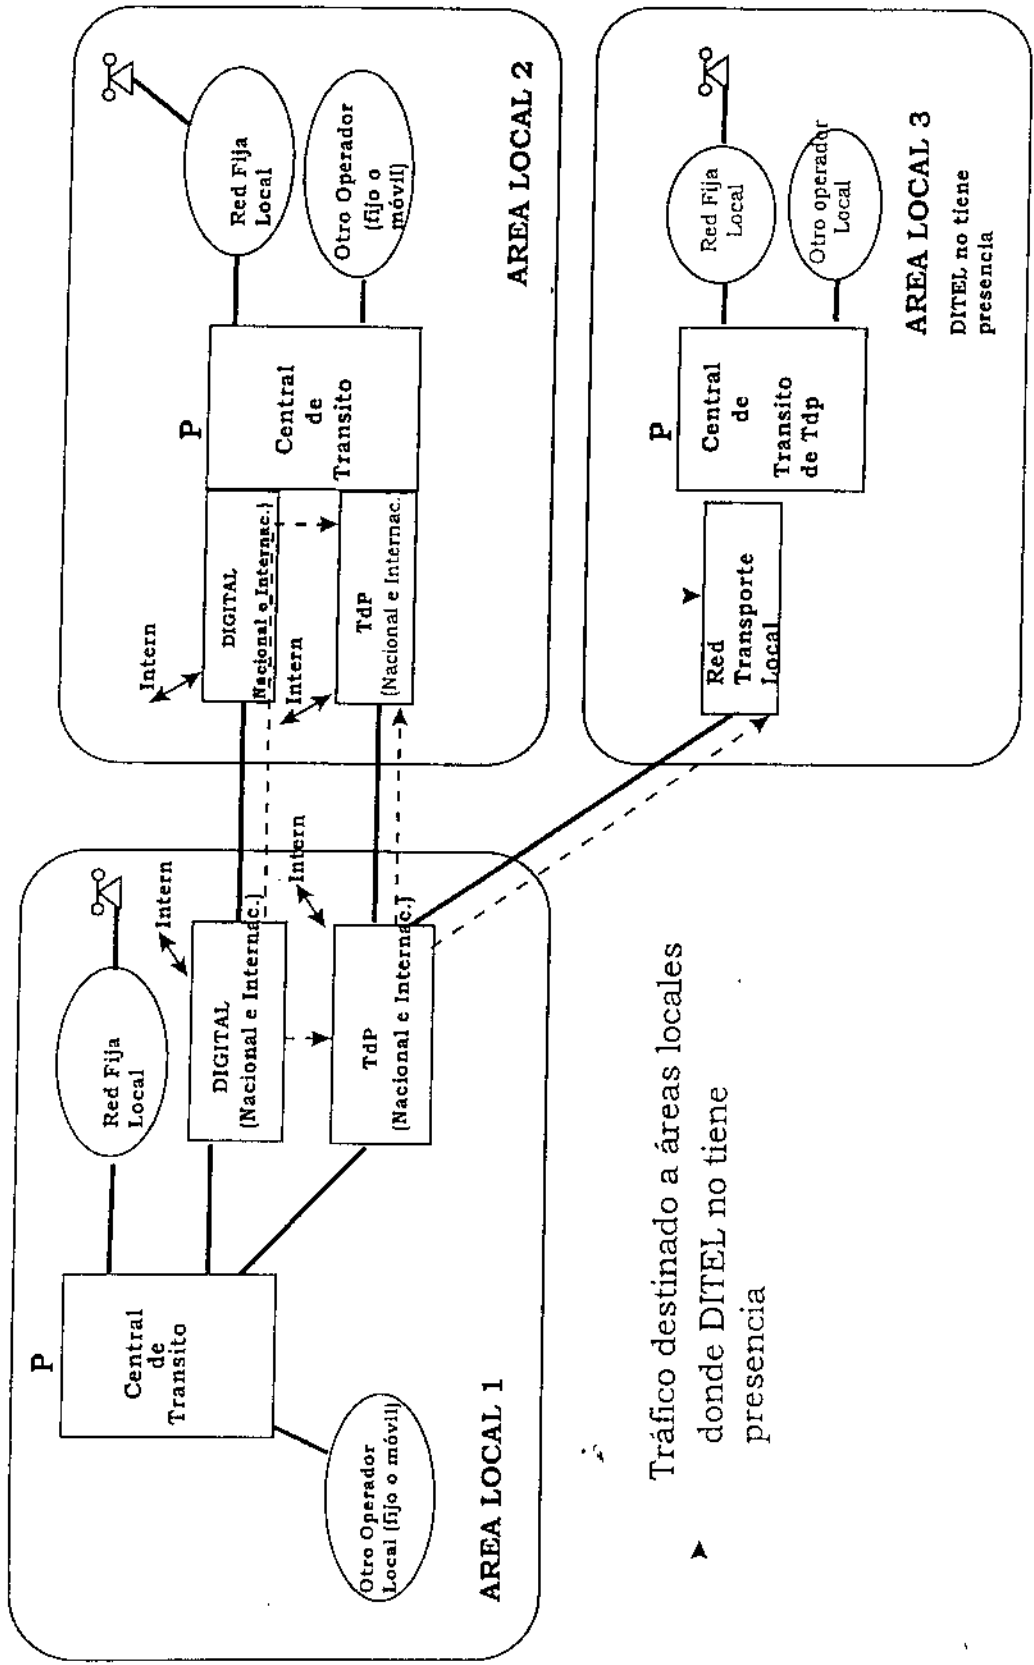 P
Central
de
Transito
Otro Operador
Local (fijo o móvil)
AREA LOCAL 1
Red Fija
Local
DIGITAL
(Nacional e Internac.)
Intern
TdP
(Nacional e Internac.)
Intern
Intern
DIGITAL
(Nacional e Internac.)
Intern
TdP
(Nacional e Internac.
P
Central
de
Transito
Red Fija
Local
Otro Operador
(fijo o
móvil)
AREA LOCAL 2
Red
Transporte
Local
P
Central
de
Transito
de Tdp
Red Fija
Local
Otro operador
Local
AREA LOCAL 3
DITEL no tiene
presencia
Tráfico destinado a áreas locales
donde DITEL no tiene
presencia